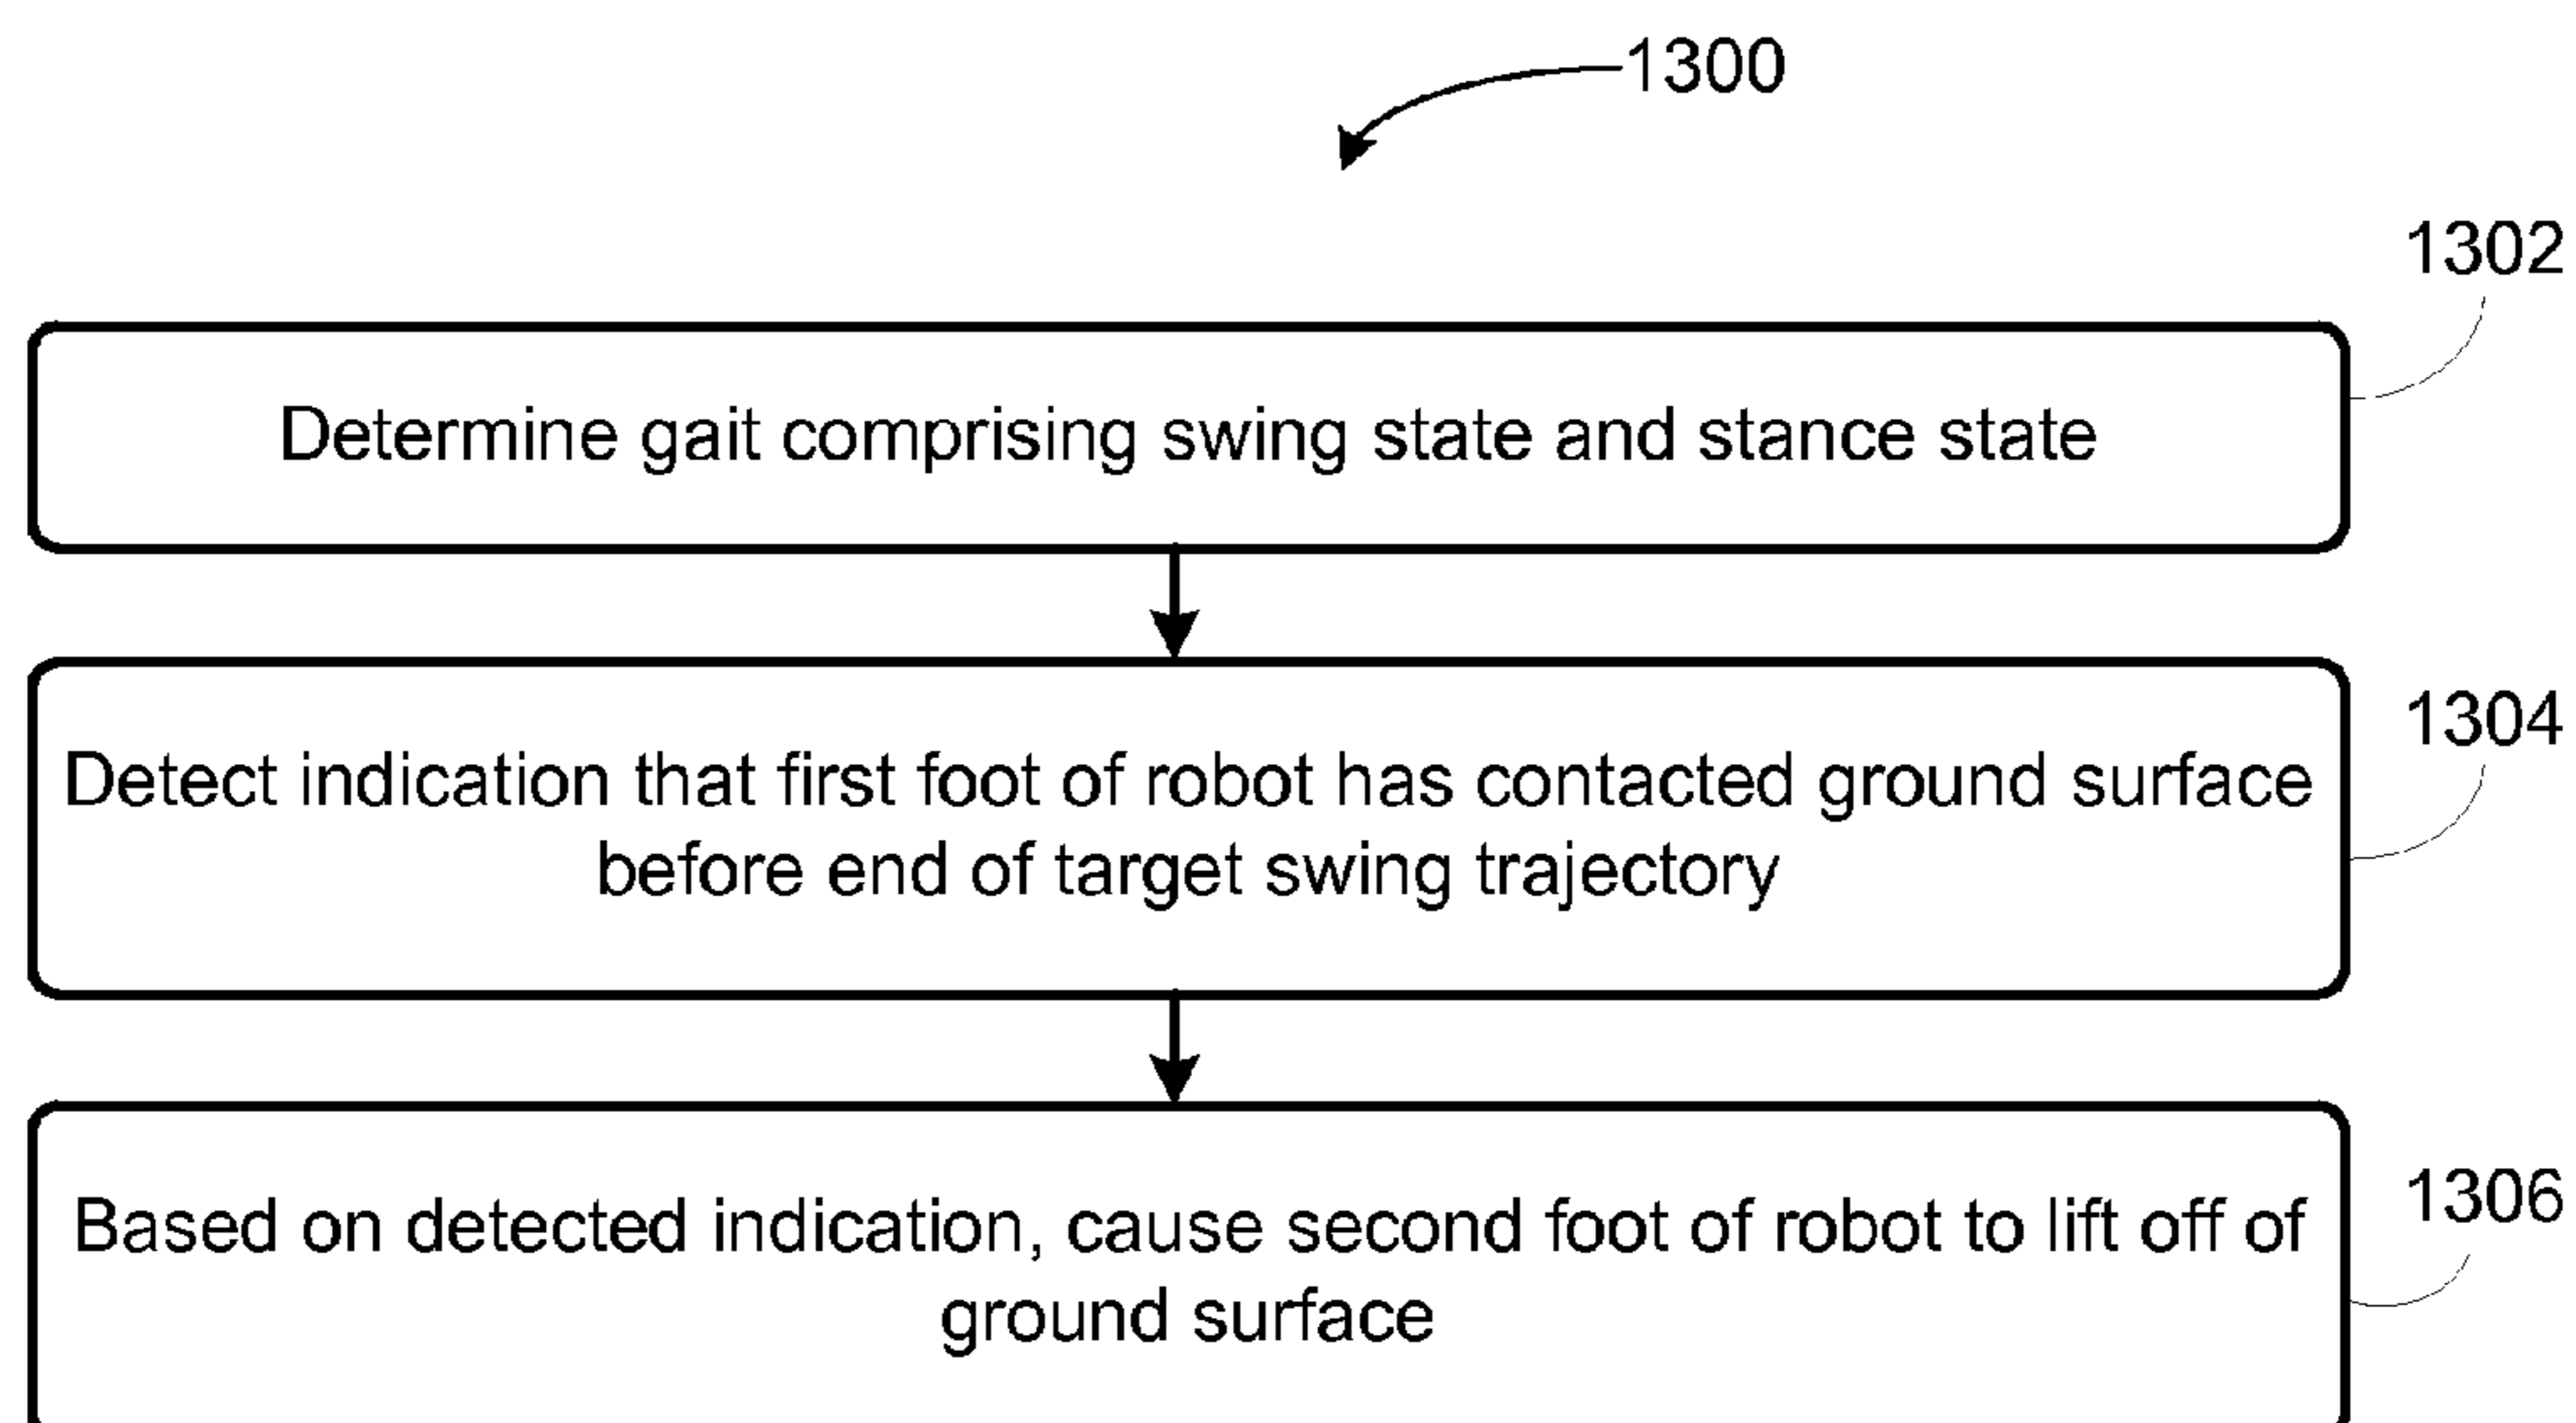 1300
1302
Determine gait comprising swing state and stance state
1304
Detect indication that first foot of robot has contacted ground surface
before end of target swing trajectory
1306
Based on detected indication, cause second foot of robot to lift off of
ground surface